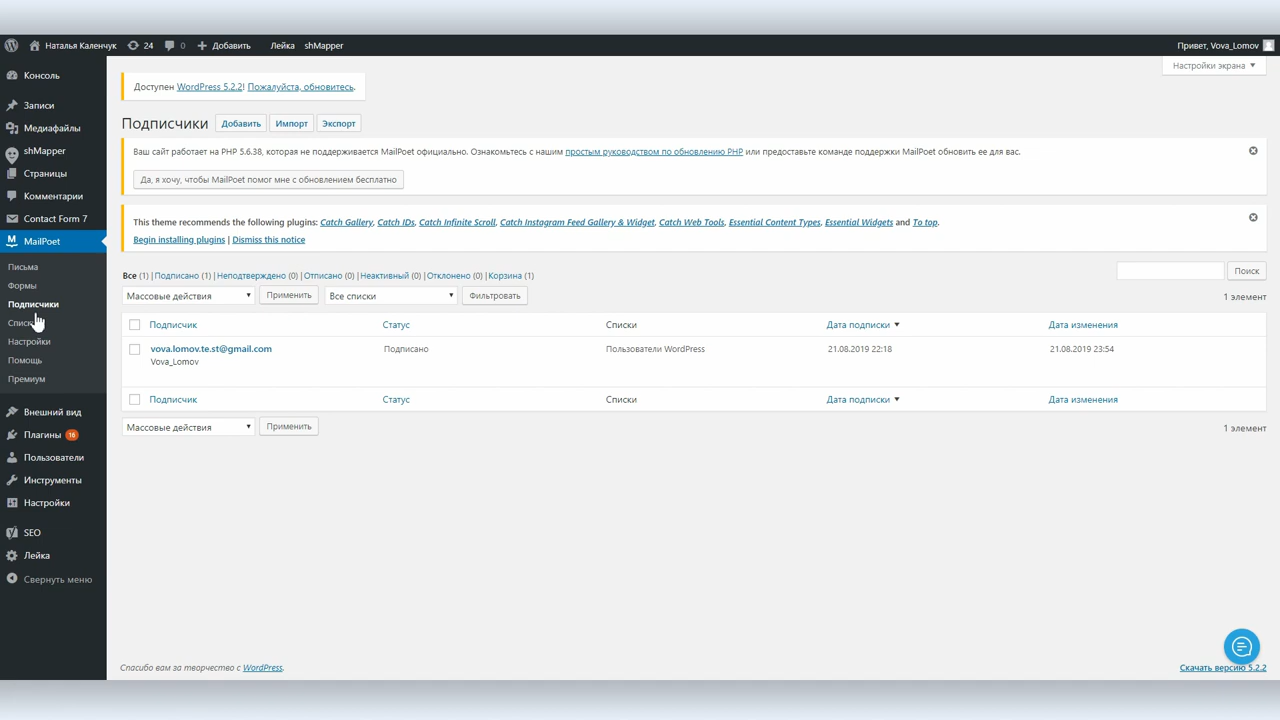 Наталья Каленчук 24 0 Добавить Лейка shMapper Привет, Vova_Lomov
Настройки экрана
Консоль
Записи
Медиафайлы
shMapper
Страницы
Комментарии
Contact Form 7
MailPoet
Письма
Формы
Подписчики
Настройки
Помощь
Премиум
Внешний вид
Плагины 16
Пользователи
Инструменты
Настройки
SEO
Лейка
Свернуть меню
Доступен WordPress 5.2.2! Пожалуйста, обновитесь.
Подписчики Добавить Импорт Экспорт
Ваш сайт работает на PHP 5.6.38, которая не поддерживается MailPoet официально. Ознакомьтесь с нашим простым руководством по обновлению PHP или предоставьте команде поддержки MailPoet обновить ее для вас.
Да, я хочу, чтобы MailPoet помог мне с обновлением бесплатно
This theme recommends the following plugins: Catch Gallery, Catch IDs, Catch Infinite Scroll, Catch Instagram Feed Gallery & Widget, Catch Web Tools, Essential Content Types, Essential Widgets and To top.
Begin installing plugins | Dismiss this notice
Все (1) | Подписано (1) | Неподтверждено (0) | Отписано (0) | Неактивный (0) | Отклонено (0) | Корзина (1)
Поиск
Массовые действия Применить Все списки Фильтровать
1 элемент
Подписчик Статус Списки Дата подписки Дата изменения
vova.lomov.te.st@gmail.com Подписано Пользователи WordPress 21.08.2019 22:18 21.08.2019 23:54
Vova_Lomov
Подписчик Статус Списки Дата подписки Дата изменения
Массовые действия Применить
1 элемент
Спасибо вам за творчество с WordPress.
Скачать версию 5.2.2